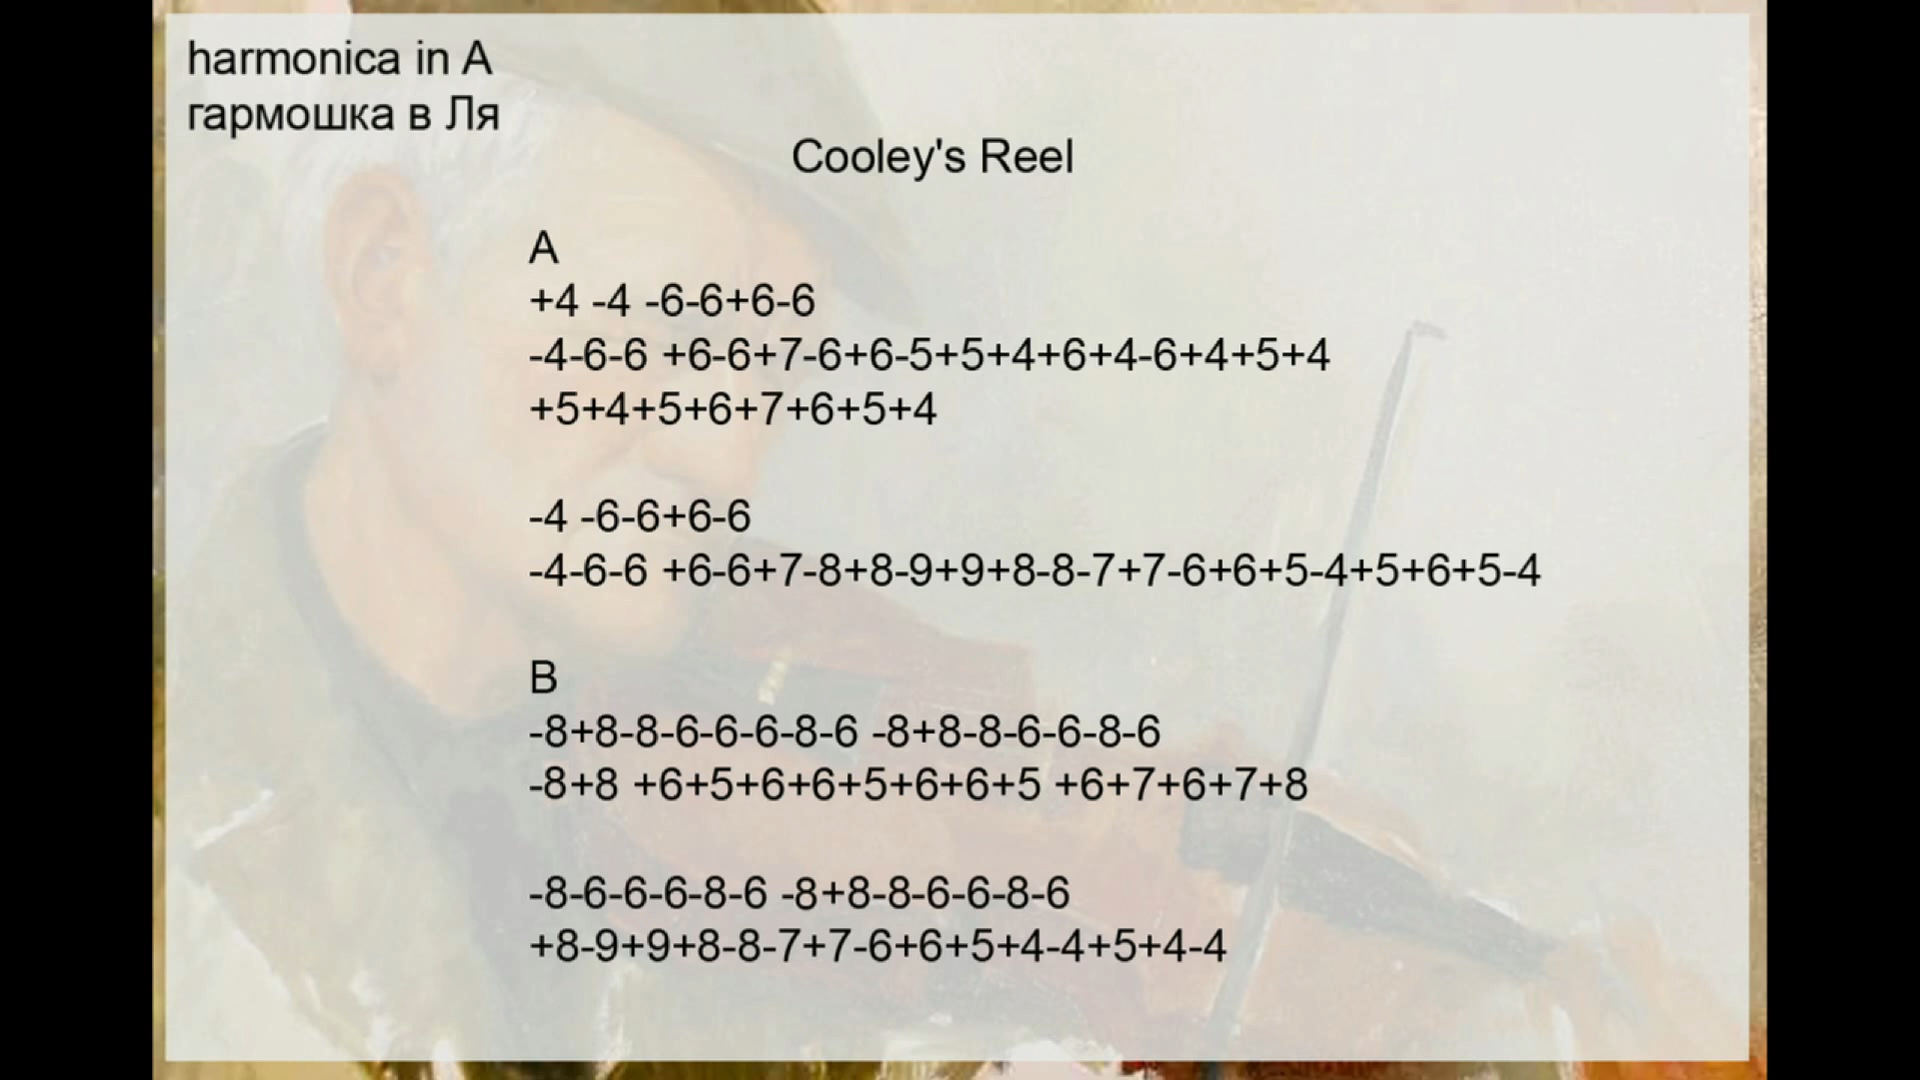 harmonica in A
гармошка в Ля
Cooley's Reel
A
+4 -4 -6-6+6-6
-4-6-6 +6-6+7-6+6-5+5+4+6+4-6+4+5+4
+5+4+5+6+7+6+5+4
-4 -6-6+6-6
-4-6-6 +6-6+7-8+8-9+9+8-8-7+7-6+6+5-4+5+6+5-4
B
-8+8-8-6-6-6-8-6 -8+8-8-6-6-8-6
-8+8 +6+5+6+6+5+6+6+5 +6+7+6+7+8
-8-6-6-6-8-6 -8+8-8-6-6-8-6
+8-9+9+8-8-7+7-6+6+5+4-4+5+4-4